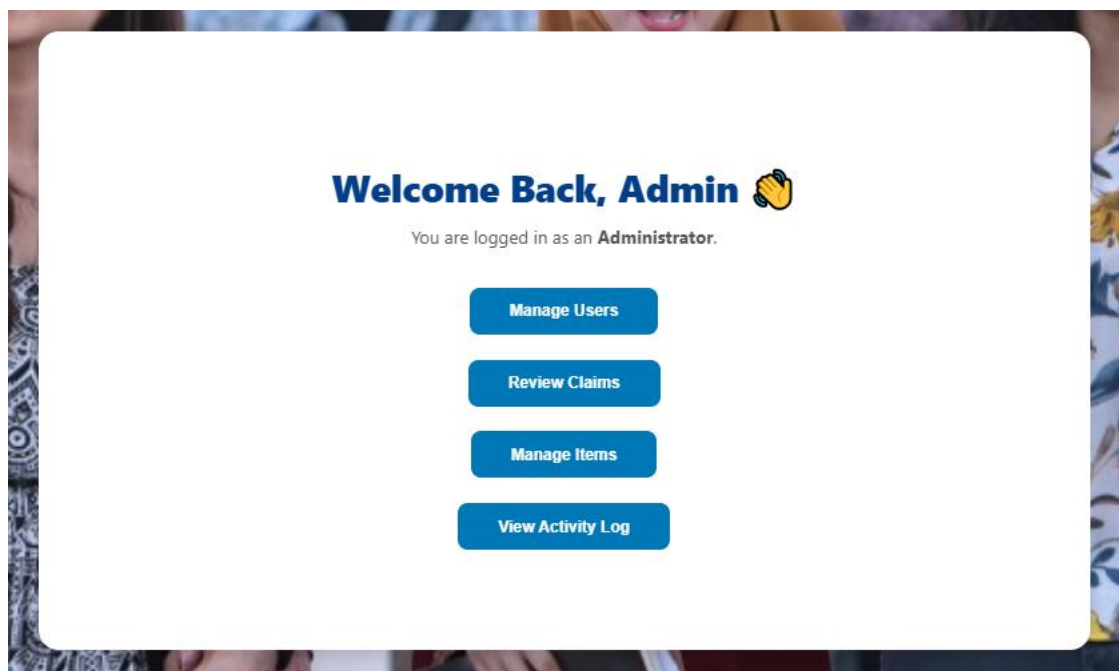 Welcome Back, Admin 👋
You are logged in as an Administrator.
Manage Users
Review Claims
Manage Items
View Activity Log